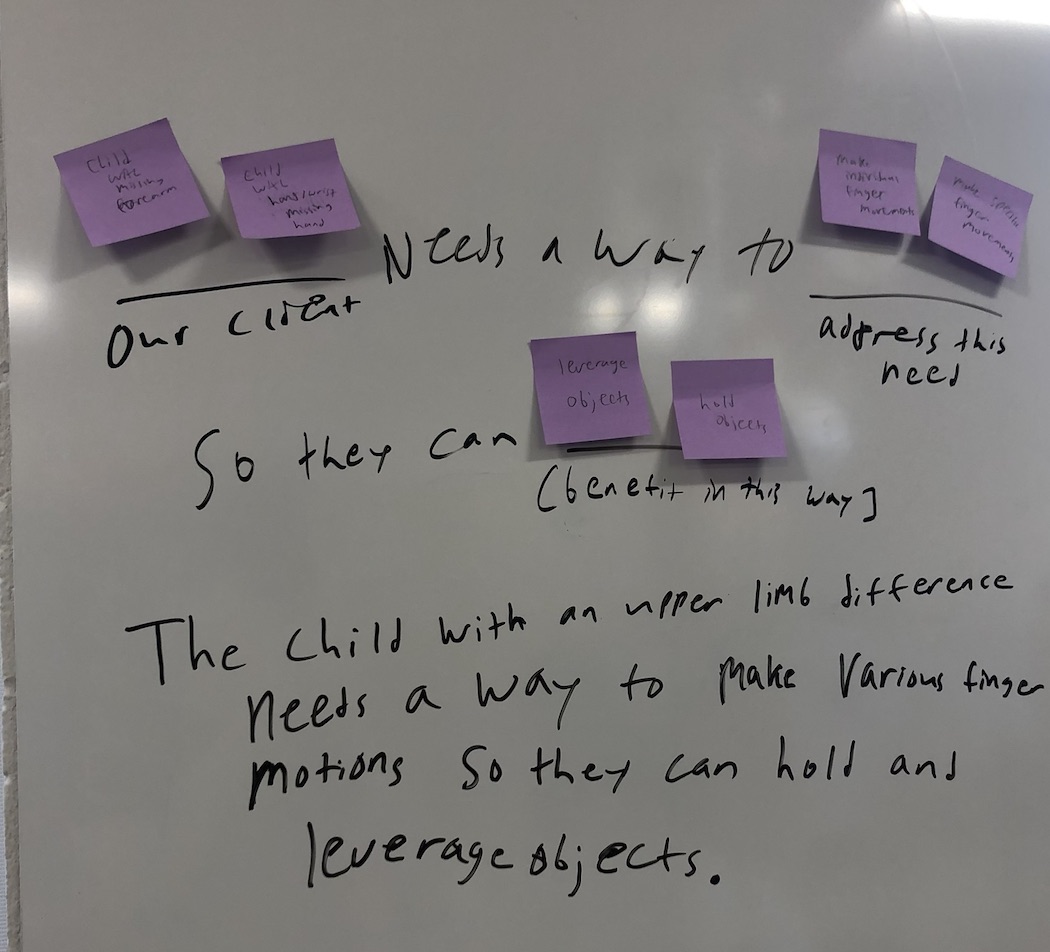 Child
with
missing
forearm
Child
with
hand/wrist
missing
hand
Needs a way to
make
individual
finger
movements
make specific
finger
movements
Our client
address this
need
So they can
leverage
objects
hold
objects
[benefit in this way]
The child with an upper limb difference
needs a way to make various finger
motions so they can hold and
leverage objects.